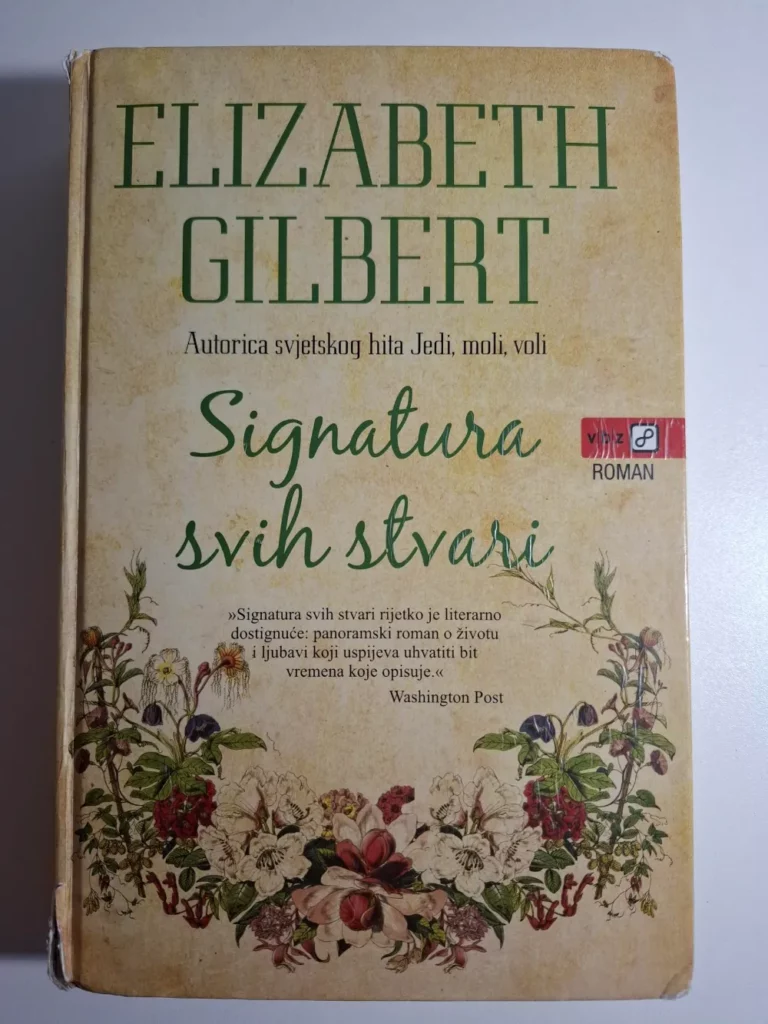 ELIZABETH
GILBERT
Autorica svjetskog hita Jedi, moli, voli
Signatura
svih stvari
v b z
ROMAN
»Signatura svih stvari rijetko je literarno
dostignuće: panoramski roman o životu
i ljubavi koji uspijeva uhvatiti bit
vremena koje opisuje.«
Washington Post